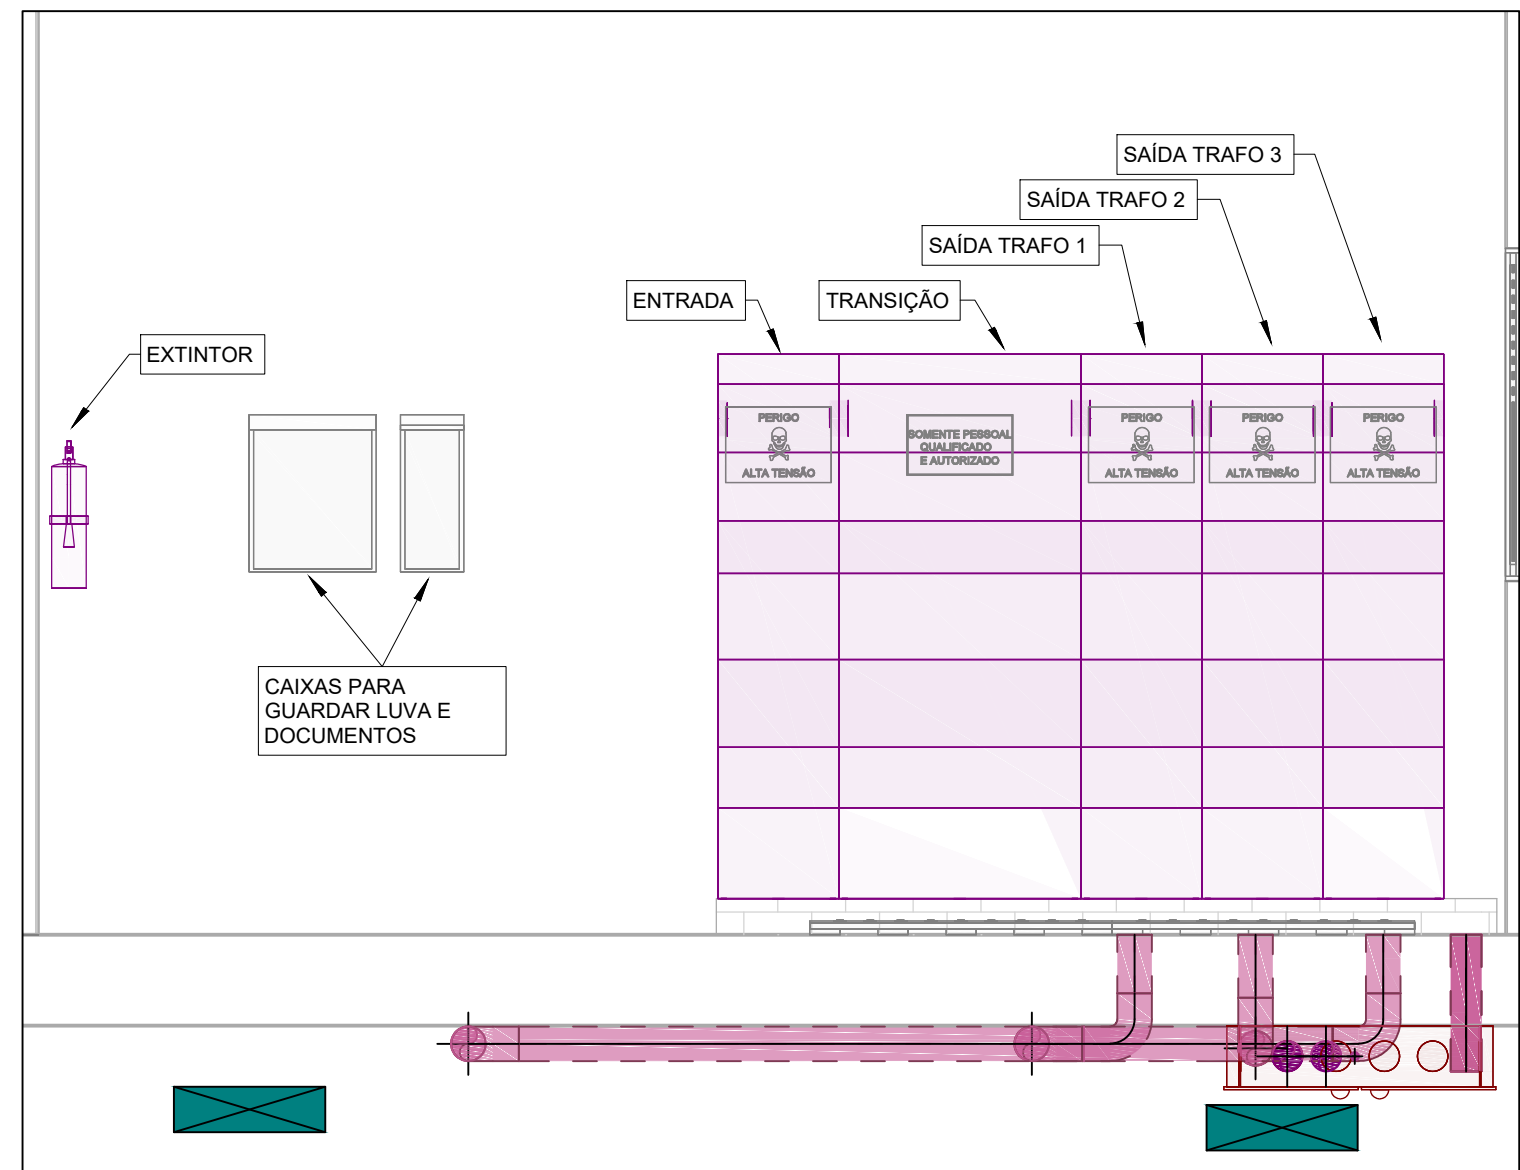 SAÍDA TRAFO 3
SAÍDA TRAFO 2
SAÍDA TRAFO 1
ENTRADA
TRANSIÇÃO
EXTINTOR
PERIGO
ALTA TENSÃO
SOMENTE PESSOAL
QUALIFICADO
E AUTORIZADO
PERIGO
ALTA TENSÃO
PERIGO
ALTA TENSÃO
PERIGO
ALTA TENSÃO
CAIXAS PARA
GUARDAR LUVA E
DOCUMENTOS